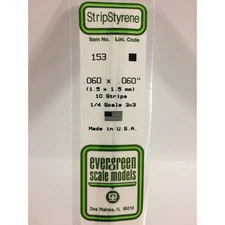 StripStyrene
Item No. Loc. Code
153
.060 x .060"
(1.5 x 1.5 mm)
10 Strips
1/4 Scale 3x3
Made in U.S.A.
evergreen
scale models
Des Plaines, IL 60018